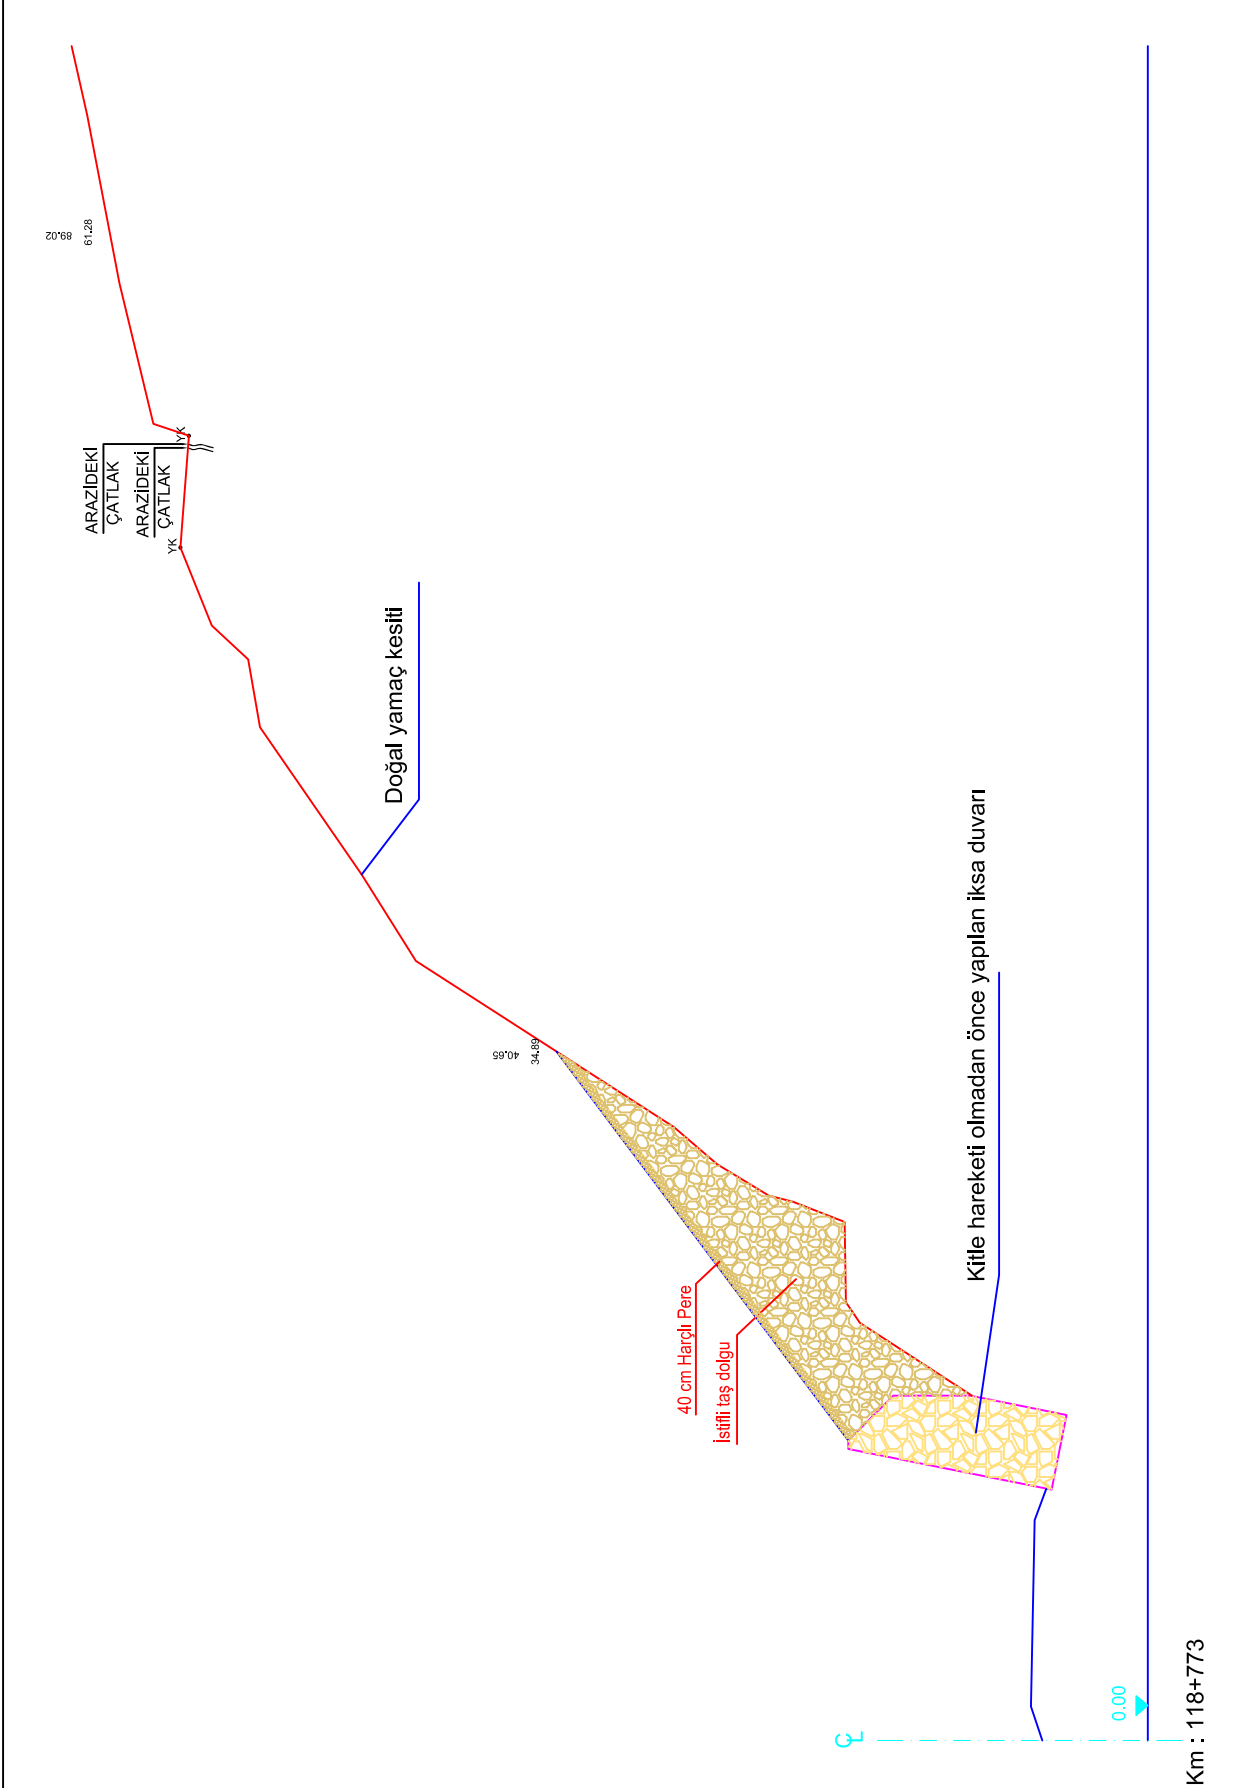 89.02
61.28
ARAZİDEKİ
ÇATLAK
ARAZİDEKİ
ÇATLAK
YK
YK
Doğal yamaç kesiti
40.65
34.89
40 cm Harçlı Pere
İstifli taş dolgu
Kitle hareketi olmadan önce yapılan iksa duvarı
CL
0.00
Km : 118+773